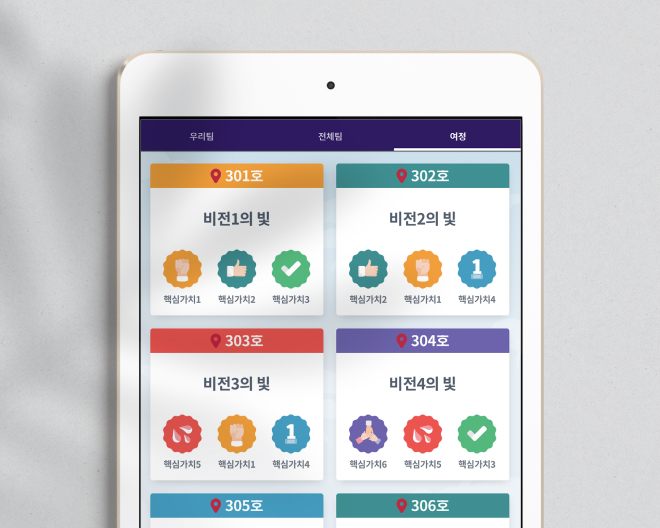 우리팀 전체팀 여정
301호 302호
비전1의 빛 비전2의 빛
핵심가치1 핵심가치2 핵심가치3 핵심가치2 핵심가치1 핵심가치4
303호 304호
비전3의 빛 비전4의 빛
핵심가치5 핵심가치1 핵심가치4 핵심가치6 핵심가치5 핵심가치3
305호 306호